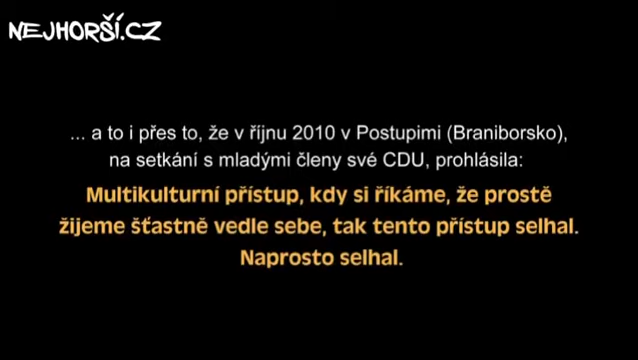 NEJHORŠÍ.CZ
... a to i přes to, že v říjnu 2010 v Postupimi (Braniborsko),
na setkání s mladými členy své CDU, prohlásila:
Multikulturní přístup, kdy si říkáme, že prostě
žijeme šťastně vedle sebe, tak tento přístup selhal.
Naprosto selhal.